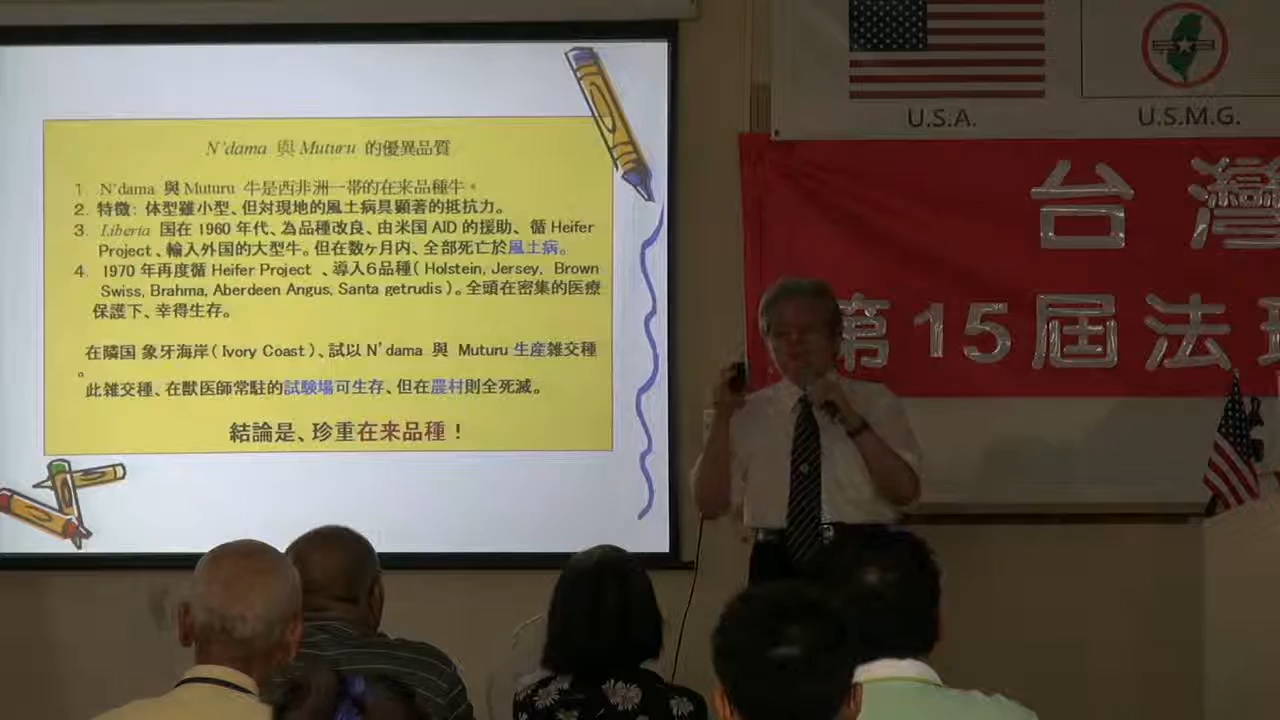 N'dama 與 Muturu 的優異品質
1. N'dama 與 Muturu 牛是西非洲一帯的在来品種牛。
2. 特徵: 体型雖小型、但対現地的風土病具顯著的抵抗力。
3. Liberia 国在 1960 年代、為品種改良、由米国 AID 的援助、 循 Heifer
Project、輸入外国的大型牛。但在数ヶ月内、全部死亡於風土病。
4. 1970 年再度循 Heifer Project 、導入6品種( Holstein, Jersey, Brown
Swiss, Brahma, Aberdeen Angus, Santa getrudis )。全頭在密集的医療
保護下、幸得生存。
在隣国 象牙海岸( Ivory Coast )、試以 N'dama 與 Muturu 生産雑交種
。
此雑交種、在獣医師常駐的試験場可生存、但在農村則全死滅。
結論是、珍重在来品種！
U.S.A.
U.S.M.G.
台灣
第15屆法理